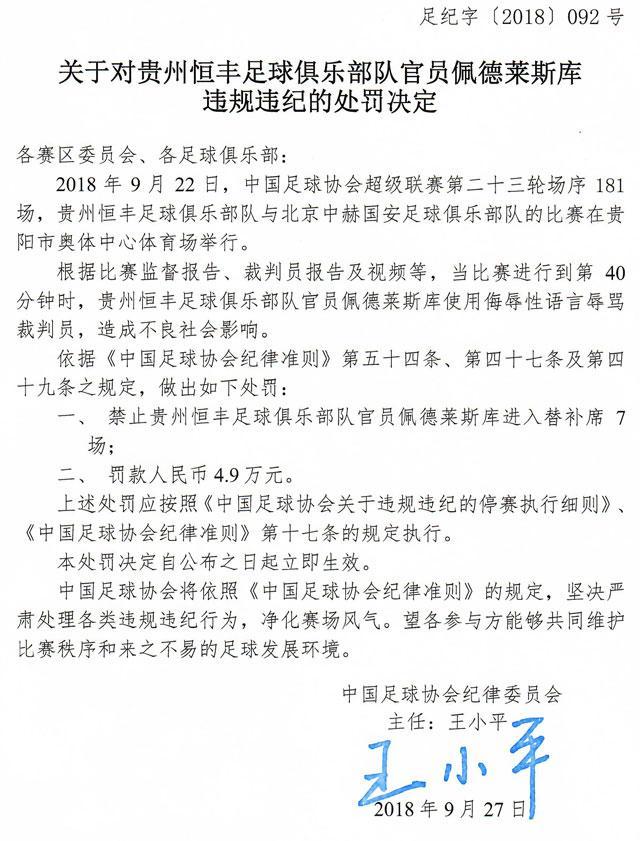 足纪字〔2018〕092 号
关于对贵州恒丰足球俱乐部队官员佩德莱斯库
违规违纪的处罚决定
各赛区委员会、各足球俱乐部：
2018 年 9 月 22 日，中国足球协会超级联赛第二十三轮场序 181
场，贵州恒丰足球俱乐部队与北京中赫国安足球俱乐部队的比赛在贵
阳市奥体中心体育场举行。
根据比赛监督报告、裁判员报告及视频等，当比赛进行到第 40
分钟时，贵州恒丰足球俱乐部队官员佩德莱斯库使用侮辱性语言辱骂
裁判员，造成不良社会影响。
依据《中国足球协会纪律准则》第五十四条、第四十七条及第四
十九条之规定，做出如下处罚：
一、 禁止贵州恒丰足球俱乐部队官员佩德莱斯库进入替补席 7
场；
二、 罚款人民币 4.9 万元。
上述处罚应按照《中国足球协会关于违规违纪的停赛执行细则》、
《中国足球协会纪律准则》第十七条的规定执行。
本处罚决定自公布之日起立即生效。
中国足球协会将依照《中国足球协会纪律准则》的规定，坚决严
肃处理各类违规违纪行为，净化赛场风气。望各参与方能够共同维护
比赛秩序和来之不易的足球发展环境。
中国足球协会纪律委员会
主任：王小平
王小平
2018 年 9 月 27 日